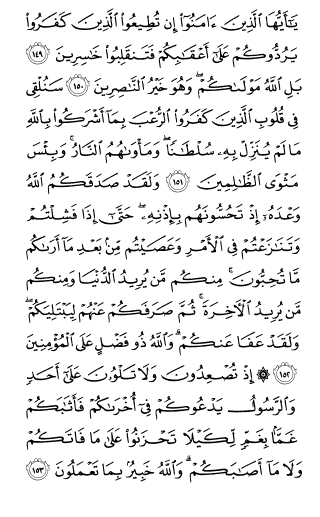 يَٰٓأَيُّهَا ٱلَّذِينَ ءَامَنُوٓا۟ إِن تُطِيعُوا۟ ٱلَّذِينَ كَفَرُوا۟
يَرُدُّوكُمْ عَلَىٰٓ أَعْقَٰبِكُمْ فَتَنقَلِبُوا۟ خَٰسِرِينَ ١٤٩
بَلِ ٱللَّهُ مَوْلَىٰكُمْ ۖ وَهُوَ خَيْرُ ٱلنَّٰصِرِينَ ١٥٠ سَنُلْقِى
فِى قُلُوبِ ٱلَّذِينَ كَفَرُوا۟ ٱلرُّعْبَ بِمَآ أَشْرَكُوا۟ بِٱللَّهِ
مَا لَمْ يُنَزِّلْ بِهِۦ سُلْطَٰنًا ۖ وَمَأْوَىٰهُمُ ٱلنَّارُ ۚ وَبِئْسَ
مَثْوَى ٱلظَّٰلِمِينَ ١٥١ وَلَقَدْ صَدَقَكُمُ ٱللَّهُ
وَعْدَهُۥٓ إِذْ تَحُسُّونَهُم بِإِذْنِهِۦ ۖ حَتَّىٰٓ إِذَا فَشِلْتُمْ
وَتَنَٰزَعْتُمْ فِى ٱلْأَمْرِ وَعَصَيْتُم مِّنۢ بَعْدِ مَآ أَرَىٰكُم
مَّا تُحِبُّونَ ۚ مِنكُم مَّن يُرِيدُ ٱلدُّنْيَا وَمِنكُم
مَّن يُرِيدُ ٱلْءَاخِرَةَ ۚ ثُمَّ صَرَفَكُمْ عَنْهُمْ لِيَبْتَلِيَكُمْ ۖ
وَلَقَدْ عَفَا عَنكُمْ ۗ وَٱللَّهُ ذُو فَضْلٍ عَلَى ٱلْمُؤْمِنِينَ
١٥٢ ۞ إِذْ تُصْعِدُونَ وَلَا تَلْوُۥنَ عَلَىٰٓ أَحَدٍ
وَٱلرَّسُولُ يَدْعُوكُمْ فِىٓ أُخْرَىٰكُمْ فَأَثَٰبَكُمْ
غَمًّۢا بِغَمٍّ لِّكَيْلَا تَحْزَنُوا۟ عَلَىٰ مَا فَاتَكُمْ
وَلَا مَآ أَصَٰبَكُمْ ۗ وَٱللَّهُ خَبِيرٌۢ بِمَا تَعْمَلُونَ ١٥٣